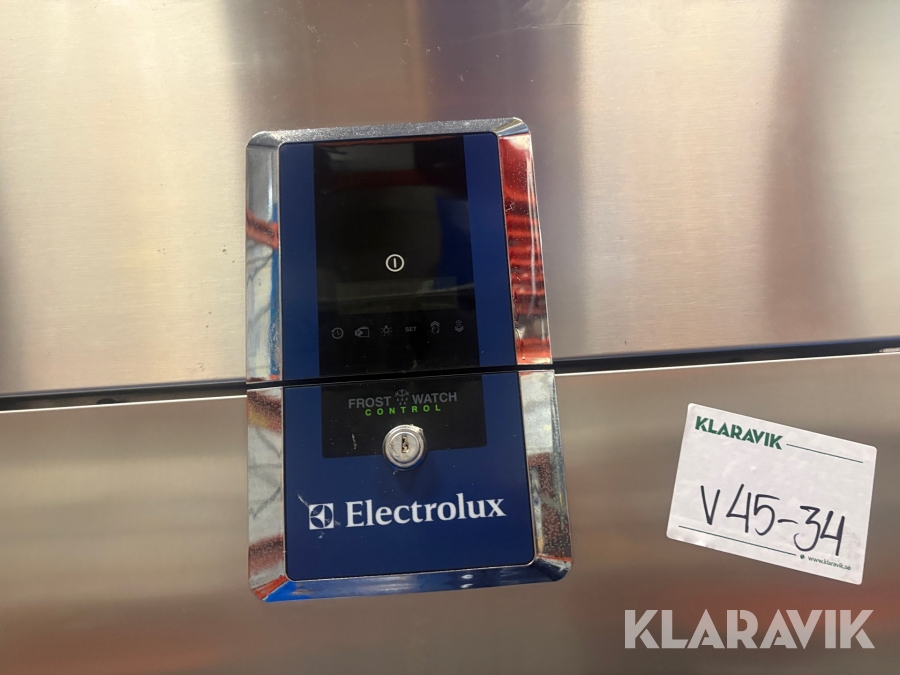 SET
FROST WATCH
CONTROL
Electrolux
KLARAVIK
V45-34
www.klaravik.se
KLARAVIK